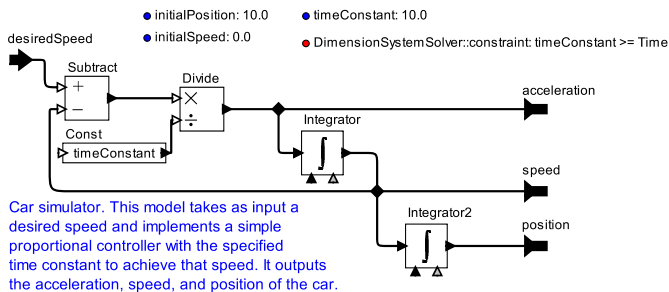 initialPosition: 10.0
timeConstant: 10.0
initialSpeed: 0.0
DimensionSystemSolver::constraint: timeConstant >= Time
desiredSpeed
Subtract
+
−
Divide
×
÷
Const
timeConstant
Integrator
∫
acceleration
speed
Integrator2
∫
position
Car simulator. This model takes as input a
desired speed and implements a simple
proportional controller with the specified
time constant to achieve that speed. It outputs
the acceleration, speed, and position of the car.